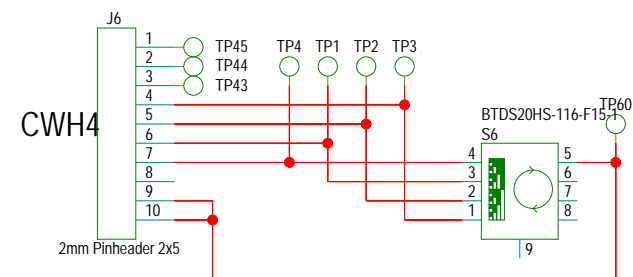 J6
1
2
3
4
5
6
7
8
9
10
TP45
TP44
TP43
TP4 TP1 TP2 TP3
CWH4
2mm Pinheader 2x5
TP60
BTDS20HS-116-F15-1
S6
4
3
2
1
5
6
7
8
9